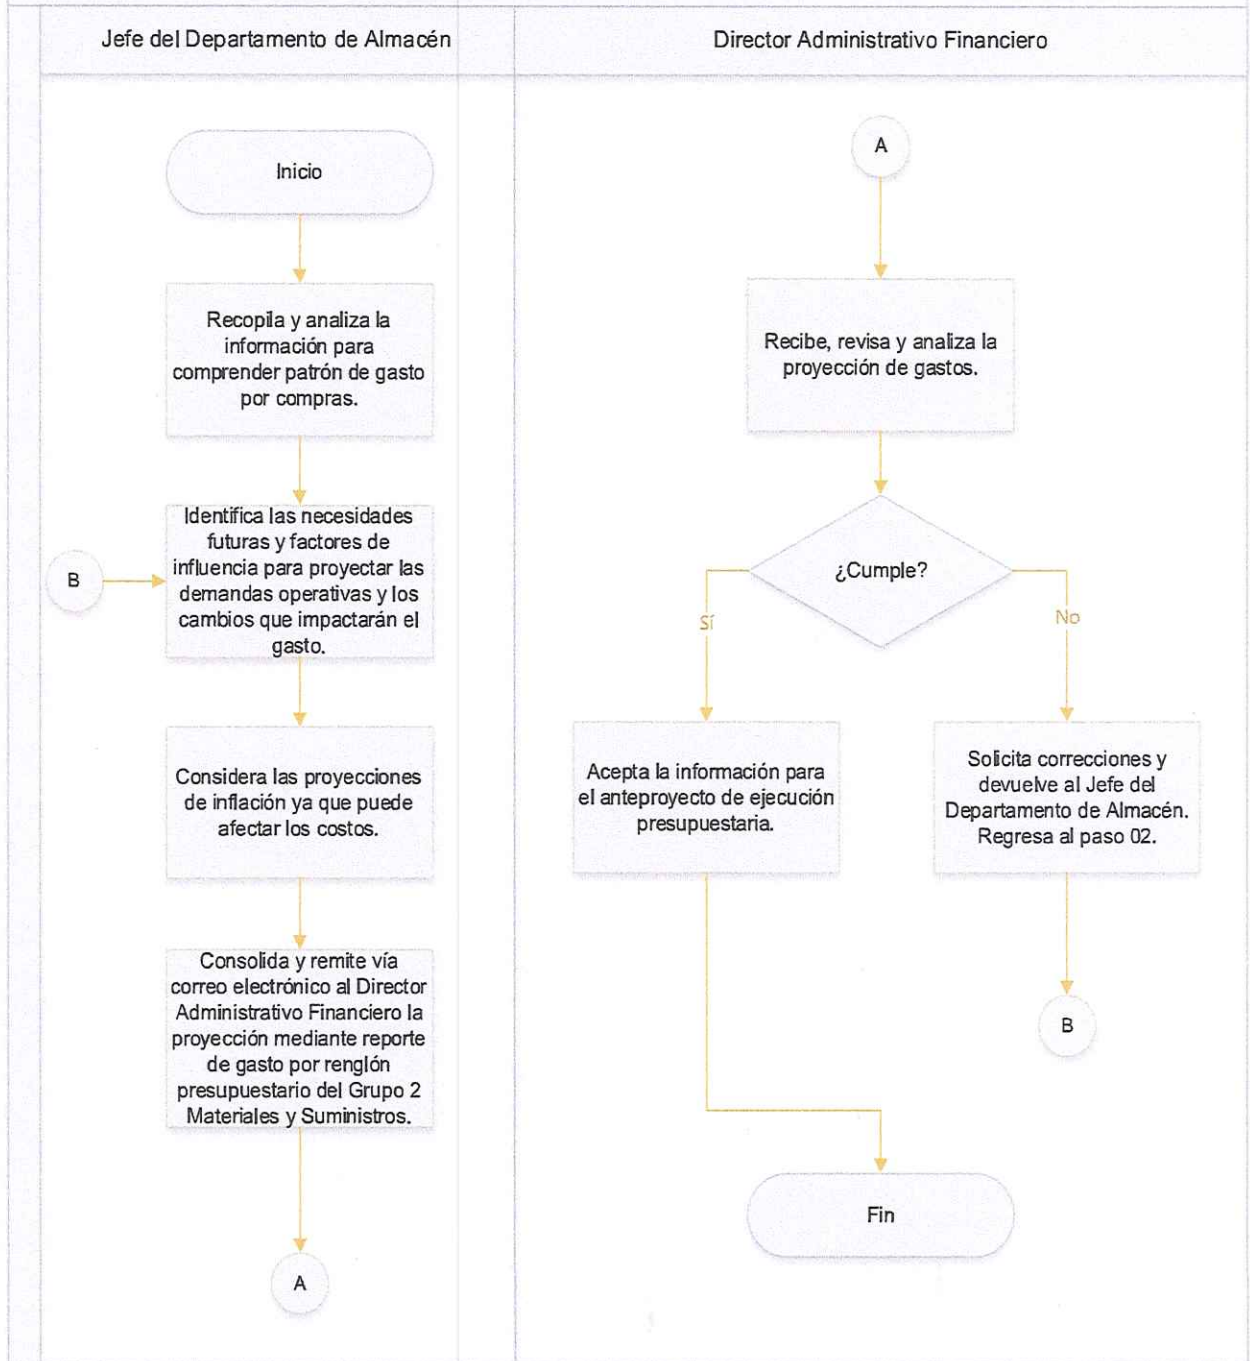 Jefe del Departamento de Almacén
Director Administrativo Financiero
Inicio
Recopila y analiza la
información para
comprender patrón de gasto
por compras.
B
Identifica las necesidades
futuras y factores de
influencia para proyectar las
demandas operativas y los
cambios que impactarán el
gasto.
Considera las proyecciones
de inflación ya que puede
afectar los costos.
Consolida y remite vía
correo electrónico al Director
Administrativo Financiero la
proyección mediante reporte
de gasto por renglón
presupuestario del Grupo 2
Materiales y Suministros.
A
A
Recibe, revisa y analiza la
proyección de gastos.
¿Cumple?
Sí
No
Acepta la información para
el anteproyecto de ejecución
presupuestaria.
Solicita correcciones y
devuelve al Jefe del
Departamento de Almacén.
Regresa al paso 02.
B
Fin